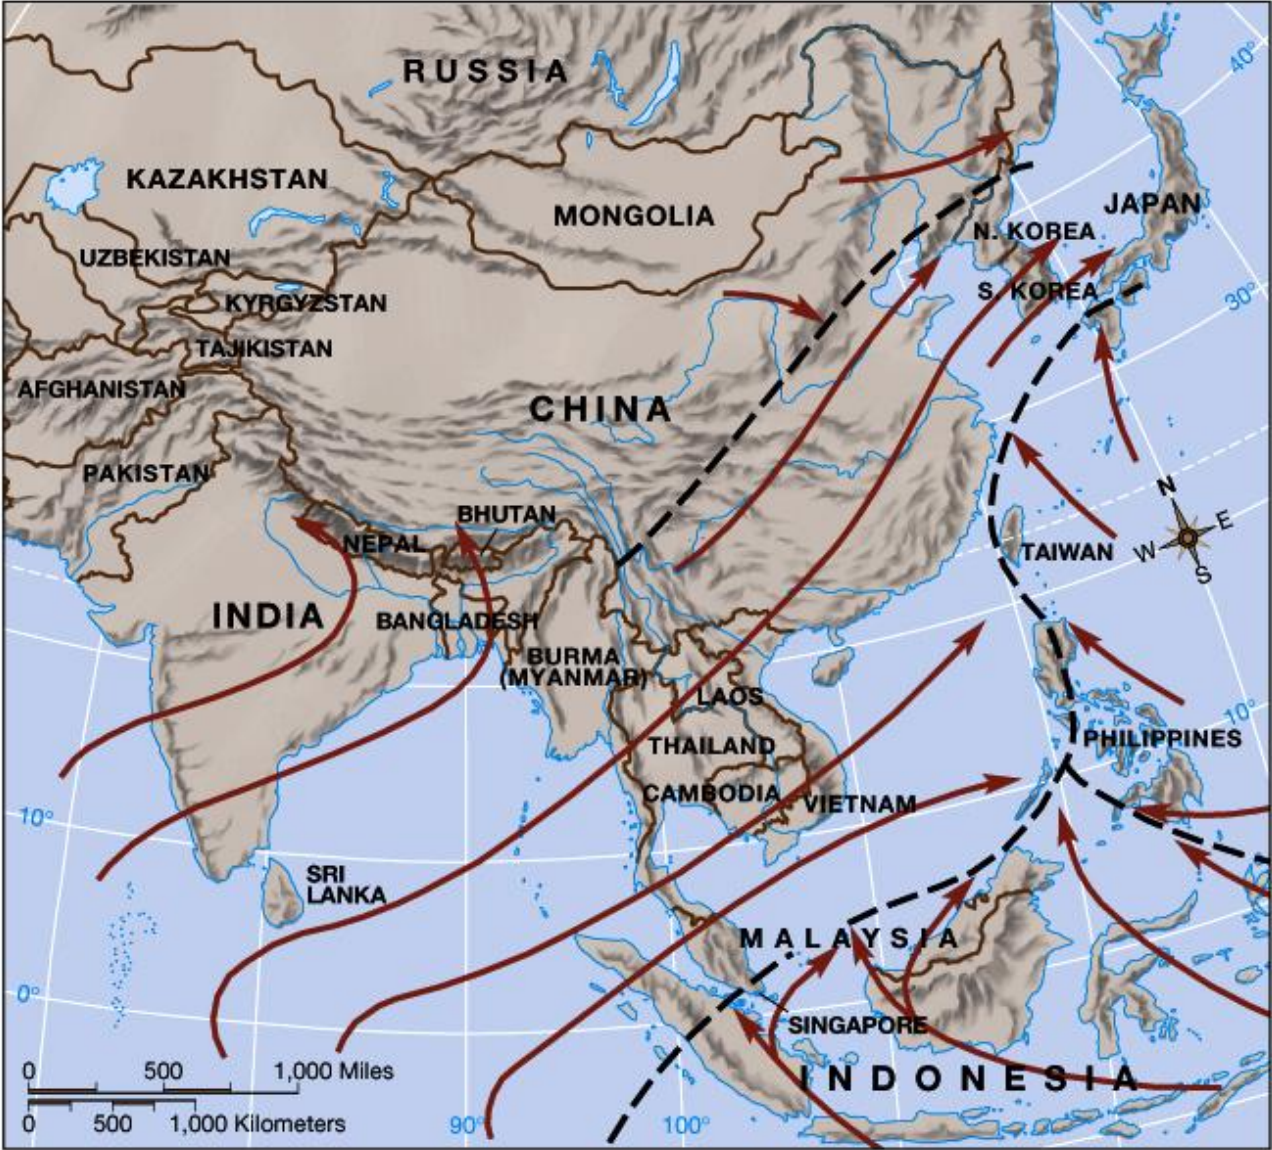 RUSSIA
40°
KAZAKHSTAN
JAPAN
MONGOLIA
N. KOREA
UZBEKISTAN
S. KOREA
30°
KYRGYZSTAN
TAJIKISTAN
AFGHANISTAN
CHINA
PAKISTAN
N
BHUTAN
E
NEPAL
TAIWAN
W
S
INDIA
BANGLADESH
BURMA
(MYANMAR)
LAOS
10°
PHILIPPINES
THAILAND
CAMBODIA
VIETNAM
10°
SRI
LANKA
MALAYSIA
0°
SINGAPORE
0 500 1,000 Miles
INDONESIA
0 500 1,000 Kilometers
90°
100°